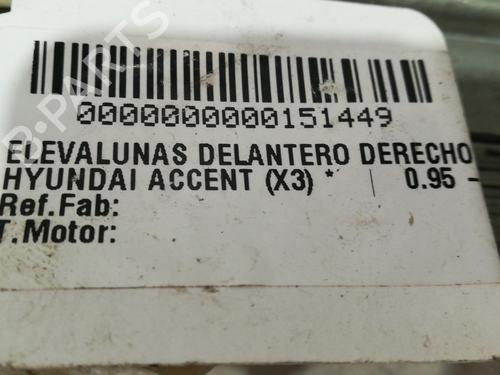 0000000000151449
ELEVALUNAS DELANTERO DERECHO
HYUNDAI ACCENT (X3) * | 0.95 -
Ref.Fab:
T.Motor: